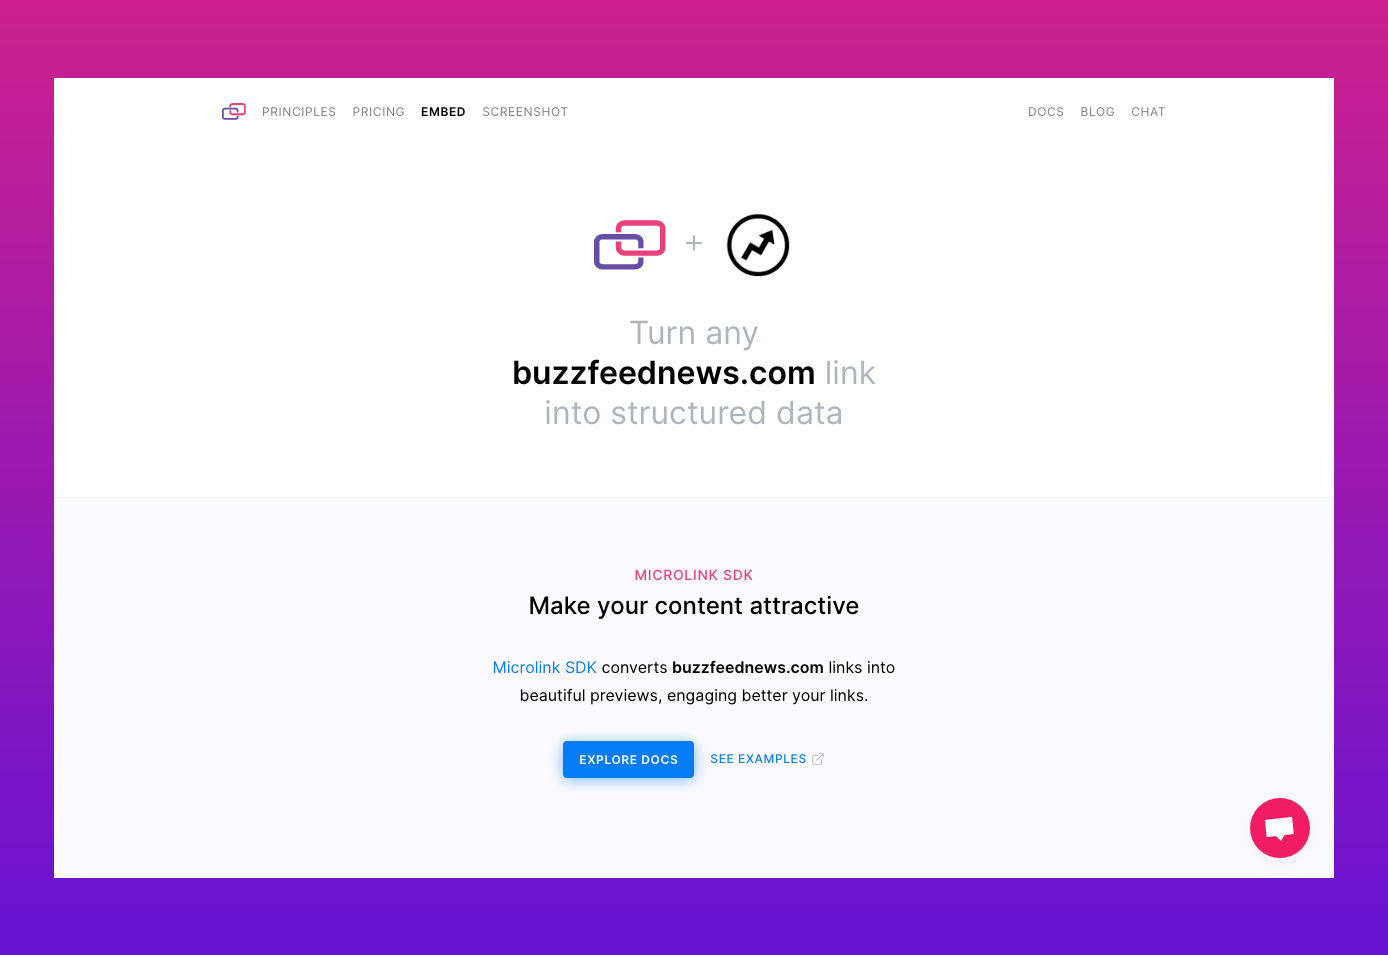 PRINCIPLES PRICING EMBED SCREENSHOT DOCS BLOG CHAT
+
Turn any
buzzfeednews.com link
into structured data
MICROLINK SDK
Make your content attractive
Microlink SDK converts buzzfeednews.com links into
beautiful previews, engaging better your links.
EXPLORE DOCS SEE EXAMPLES